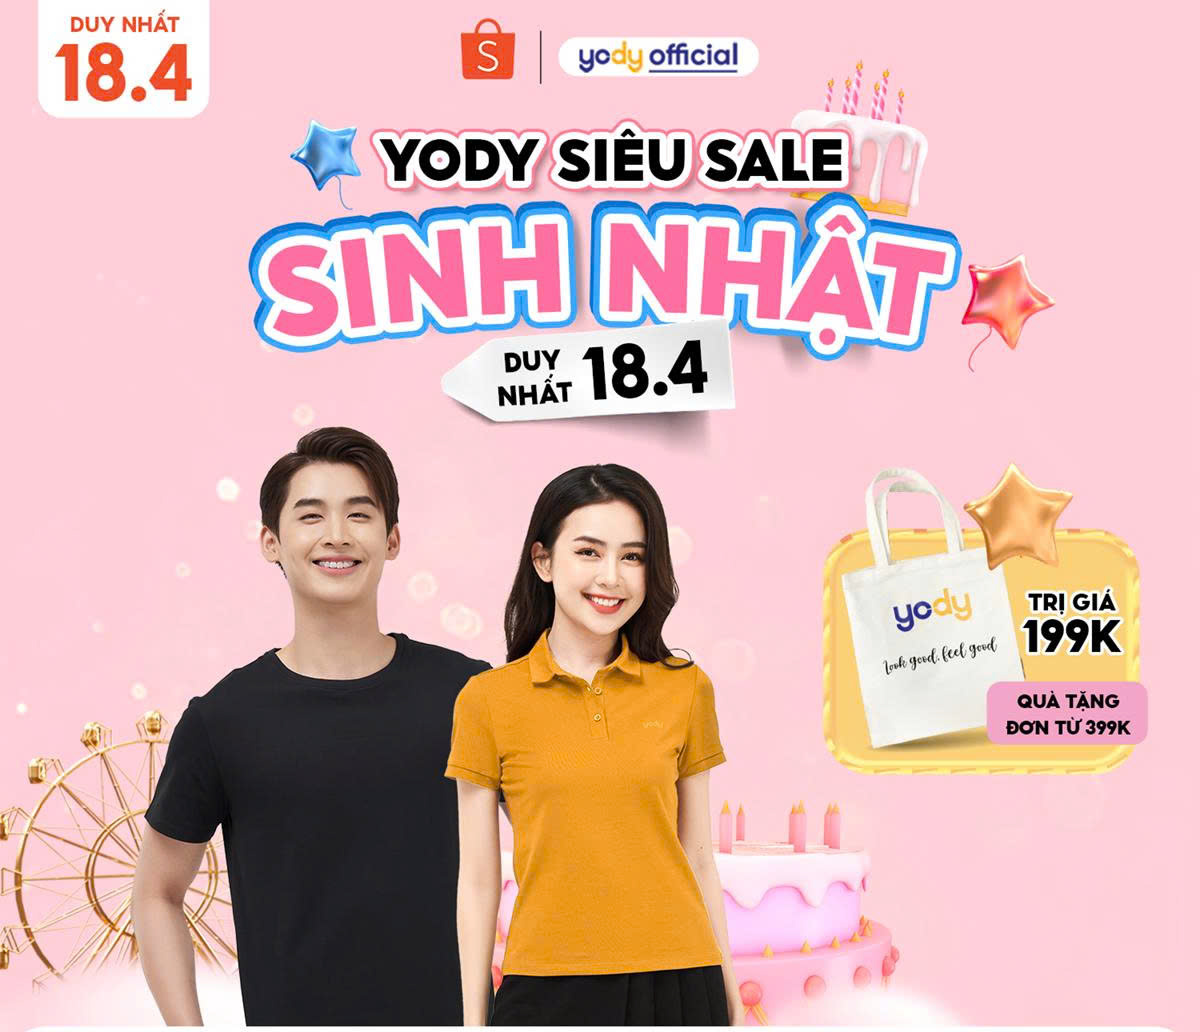 DUY NHẤT
18.4
S
yody official
YODY SIÊU SALE
SINH NHẬT
DUY NHẤT 18.4
yody
yody
Look good, feel good
TRỊ GIÁ
199K
QUÀ TẶNG
ĐƠN TỪ 399K